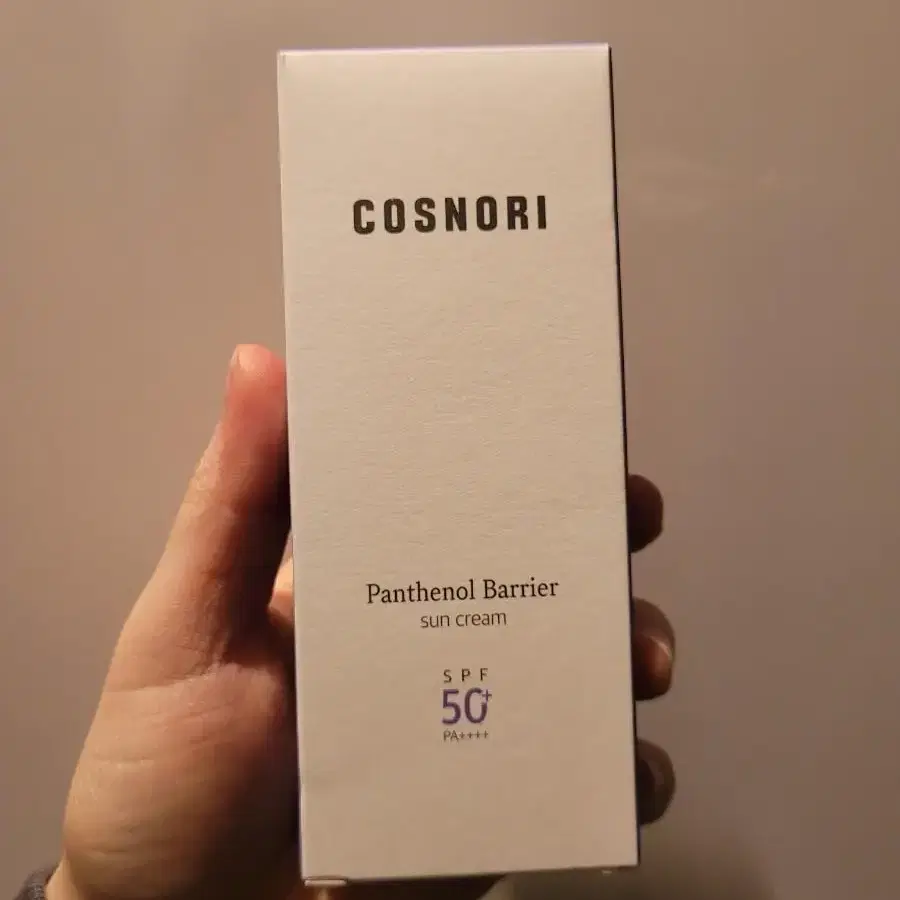 COSNORI
Panthenol Barrier
sun cream
SPF
50+
PA++++